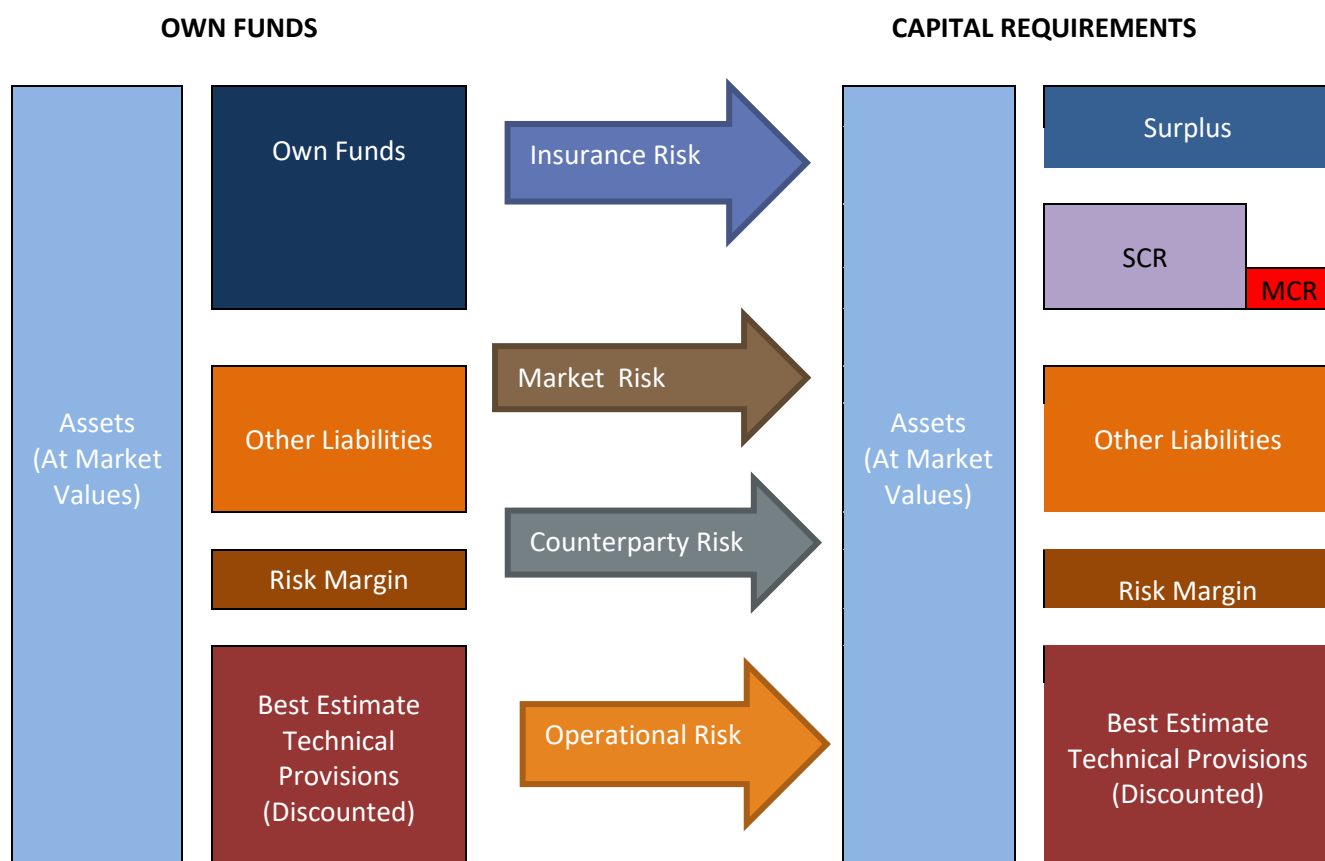 OWN FUNDS
CAPITAL REQUIREMENTS
Assets
(At Market
Values)
Own Funds
Other Liabilities
Risk Margin
Best Estimate
Technical
Provisions
(Discounted)
Insurance Risk
Market Risk
Counterparty Risk
Operational Risk
Assets
(At Market
Values)
Surplus
SCR
MCR
Other Liabilities
Risk Margin
Best Estimate
Technical Provisions
(Discounted)